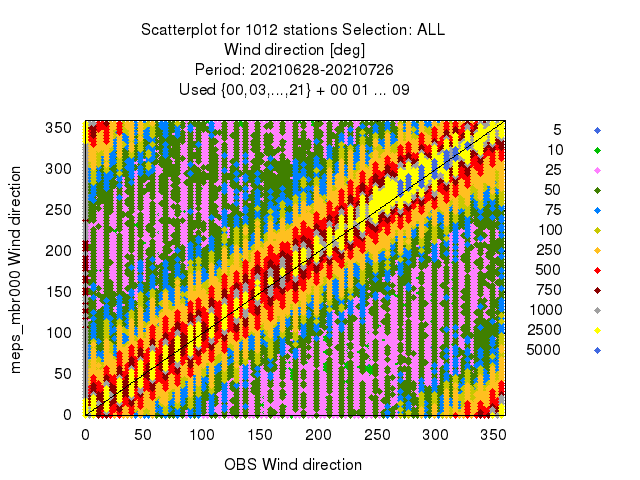 Scatterplot for 1012 stations Selection: ALL
Wind direction [deg]
Period: 20210628-20210726
Used {00,03,...,21} + 00 01 ... 09
meps_mbr000 Wind direction
350
300
250
200
150
100
50
0
0 50 100 150 200 250 300 350
OBS Wind direction
5
10
25
50
75
100
250
500
750
1000
2500
5000